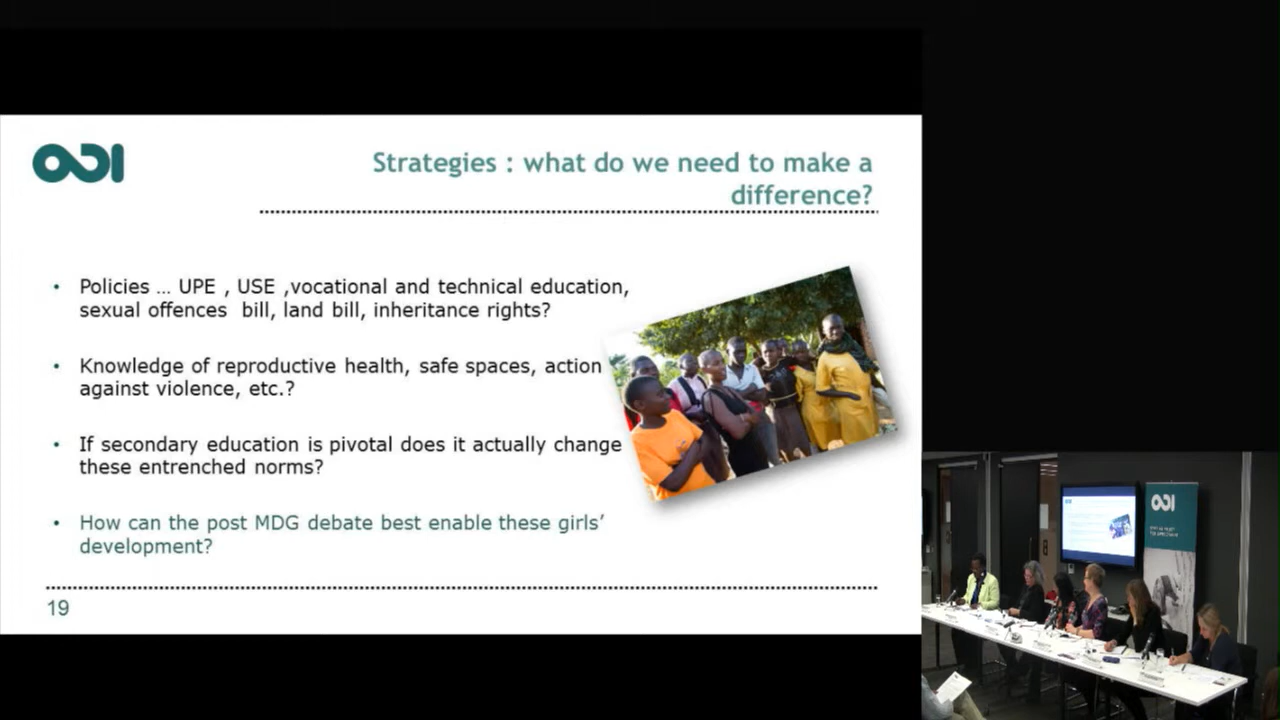 ODI
Strategies : what do we need to make a
difference?
• Policies … UPE , USE ,vocational and technical education,
sexual offences bill, land bill, inheritance rights?
• Knowledge of reproductive health, safe spaces, action
against violence, etc.?
• If secondary education is pivotal does it actually change
these entrenched norms?
• How can the post MDG debate best enable these girls’
development?
19
ODI